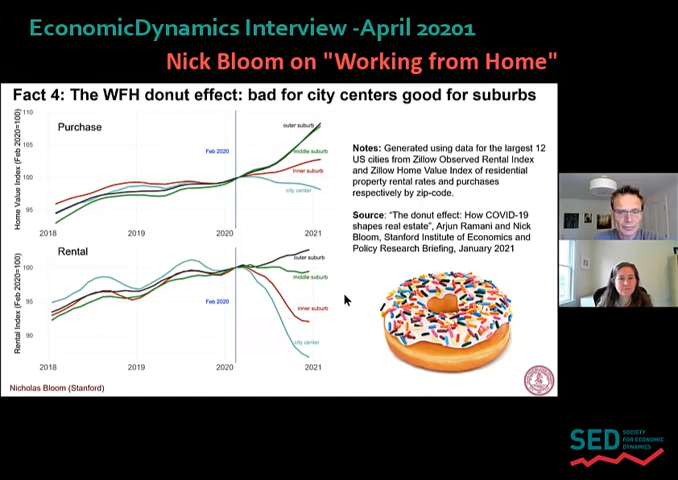 EconomicDynamics Interview -April 20201
Nick Bloom on "Working from Home"
Fact 4: The WFH donut effect: bad for city centers good for suburbs
Home Value Index (Feb 2020=100)
110
105
100
95
Purchase
Feb 2020
outer suburb
middle suburb
inner suburb
city center
2018
2019
2020
2021
Rental Index (Feb 2020=100)
100
95
90
Rental
Feb 2020
outer suburb
middle suburb
inner suburb
city center
2018
2019
2020
2021
Notes: Generated using data for the largest 12
US cities from Zillow Observed Rental Index
and Zillow Home Value Index of residential
property rental rates and purchases
respectively by zip-code.
Source: “The donut effect: How COVID-19
shapes real estate”, Arjun Ramani and Nick
Bloom, Stanford Institute of Economics and
Policy Research Briefing, January 2021
Nicholas Bloom (Stanford)
SED
SOCIETY
FOR ECONOMIC
DYNAMICS